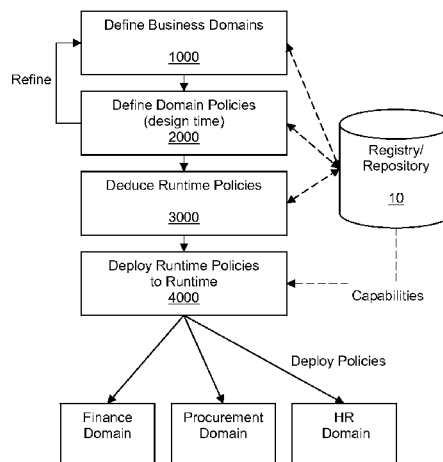 Define Business Domains
1000
Refine
Define Domain Policies
(design time)
2000
Registry/
Repository
10
Deduce Runtime Policies
3000
Deploy Runtime Policies
to Runtime
4000
Capabilities
Deploy Policies
Finance
Domain
Procurement
Domain
HR
Domain